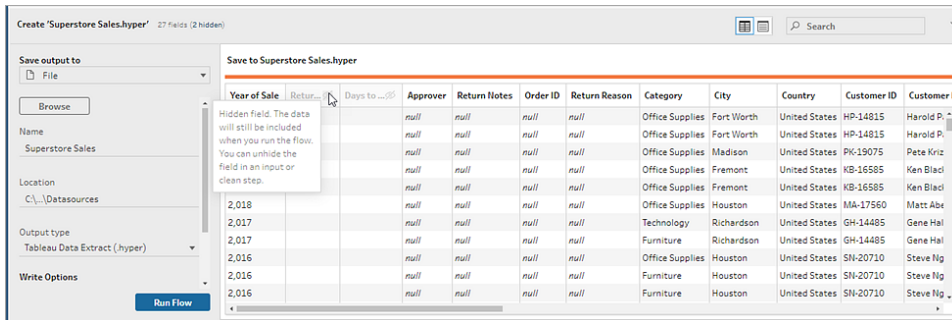 Create 'Superstore Sales.hyper' 27 fields (2 hidden)
Search
Save output to
File
Browse
Name
Superstore Sales
Location
C:\...\Datasources
Output type
Tableau Data Extract (.hyper)
Write Options
Run Flow
Save to Superstore Sales.hyper
Year of Sale Retur... Days to ... Approver Return Notes Order ID Return Reason Category City Country Customer ID Customer
Hidden field. The data
will still be included
when you run the flow.
You can unhide the
field in an input or
clean step.
null null null null Office Supplies Fort Worth United States HP-14815 Harold P
null null null null Office Supplies Fort Worth United States HP-14815 Harold P
null null null null Office Supplies Madison United States PK-19075 Pete Kriz
null null null null Office Supplies Fremont United States KB-16585 Ken Blac
null null null null Office Supplies Fremont United States KB-16585 Ken Blac
2,018 null null null null Office Supplies Houston United States MA-17560 Matt Abe
2,017 null null null null Technology Richardson United States GH-14485 Gene Hal
2,017 null null null null Furniture Richardson United States GH-14485 Gene Hal
2,016 null null null null Office Supplies Houston United States SN-20710 Steve Ng
2,016 null null null null Furniture Houston United States SN-20710 Steve Ng
2,016 null null null null Furniture Houston United States SN-20710 Steve Ng